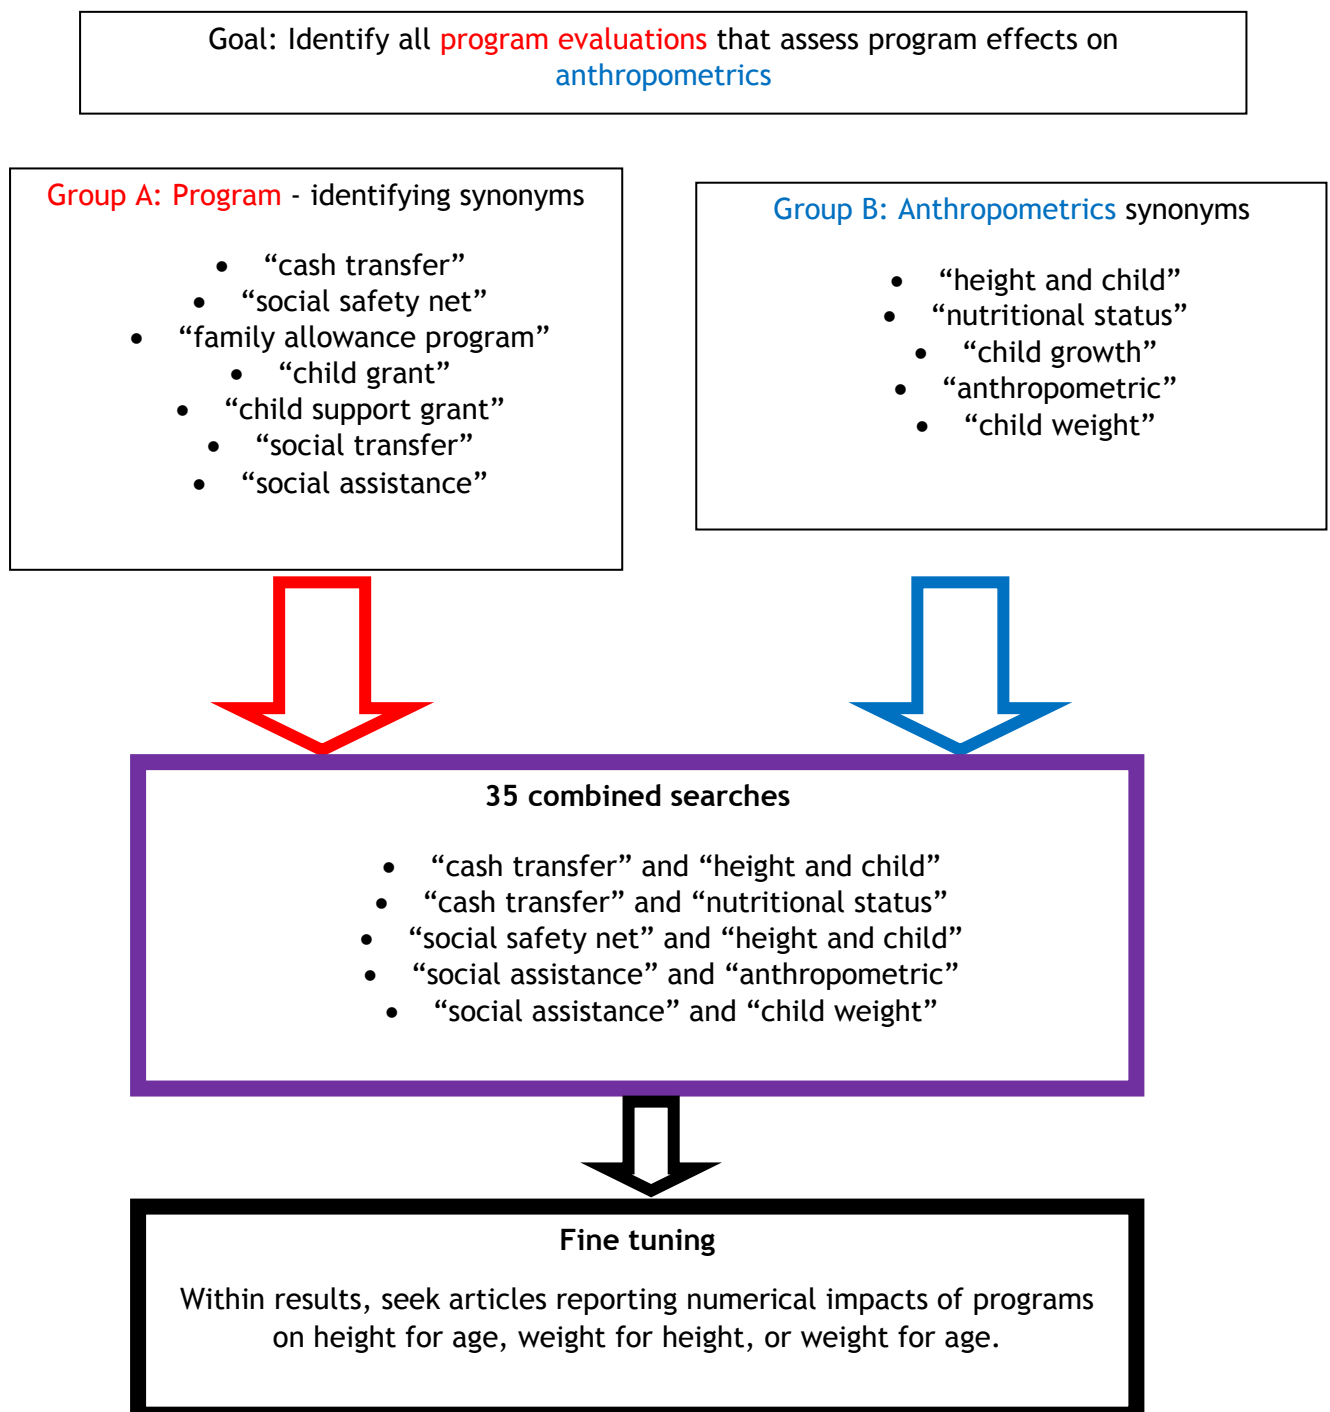 Goal: Identify all program evaluations that assess program effects on
anthropometrics
Group A: Program - identifying synonyms
• “cash transfer”
• “social safety net”
• “family allowance program”
• “child grant”
• “child support grant”
• “social transfer”
• “social assistance”
Group B: Anthropometrics synonyms
• “height and child”
• “nutritional status”
• “child growth”
• “anthropometric”
• “child weight”
35 combined searches
• “cash transfer” and “height and child”
• “cash transfer” and “nutritional status”
• “social safety net” and “height and child”
• “social assistance” and “anthropometric”
• “social assistance” and “child weight”
Fine tuning
Within results, seek articles reporting numerical impacts of programs
on height for age, weight for height, or weight for age.